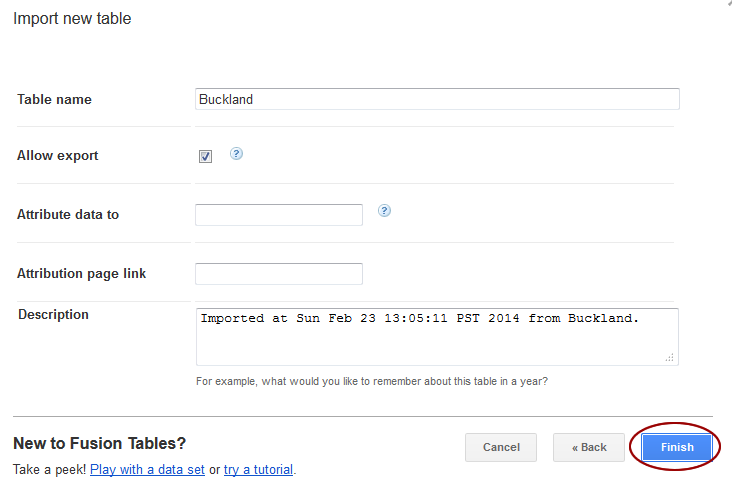 Import new table
Table name
Buckland
Allow export
?
Attribute data to
?
Attribution page link
Description
Imported at Sun Feb 23 13:05:11 PST 2014 from Buckland.
For example, what would you like to remember about this table in a year?
New to Fusion Tables?
Take a peek! Play with a data set or try a tutorial.
Cancel
« Back
Finish